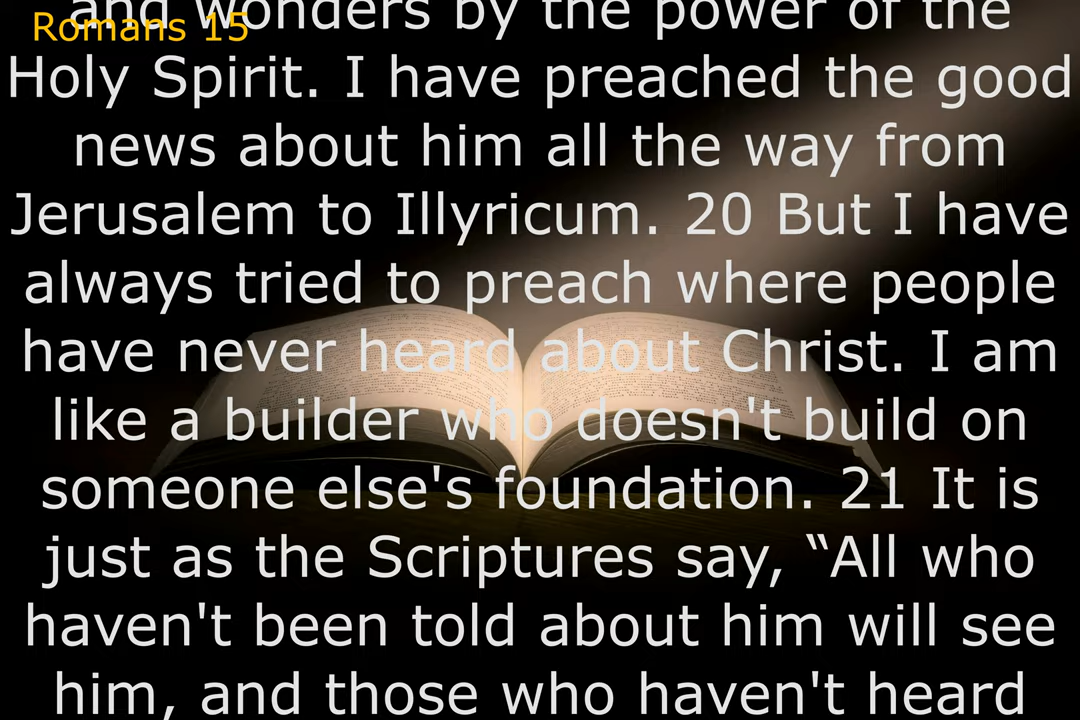 Romans 15
and wonders by the power of the
Holy Spirit. I have preached the good
news about him all the way from
Jerusalem to Illyricum. 20 But I have
always tried to preach where people
have never heard about Christ. I am
like a builder who doesn't build on
someone else's foundation. 21 It is
just as the Scriptures say, “All who
haven't been told about him will see
him, and those who haven't heard